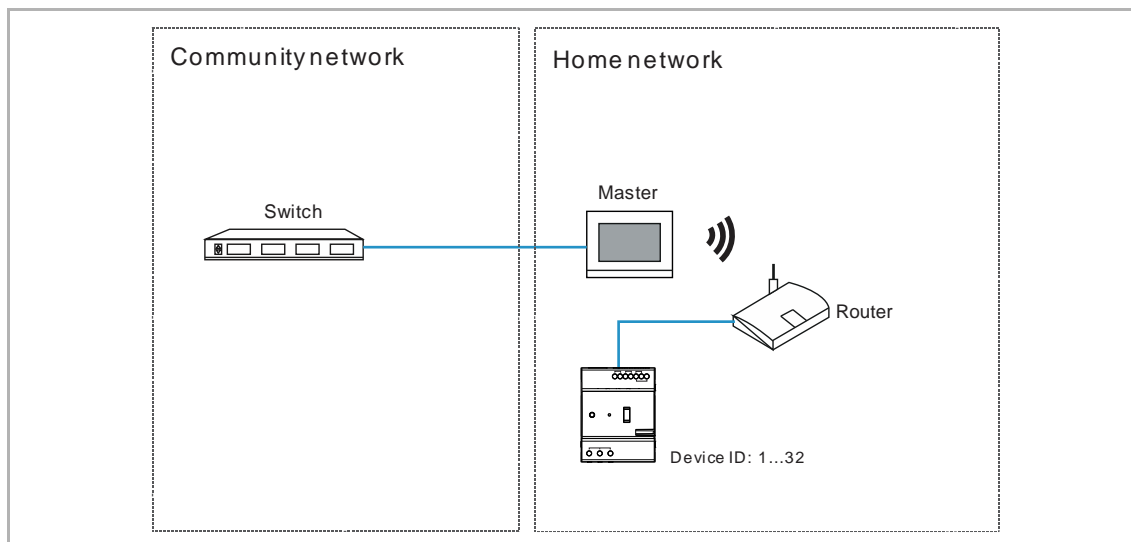 Community network
Home network
Master
Switch
Router
Device ID: 1...32